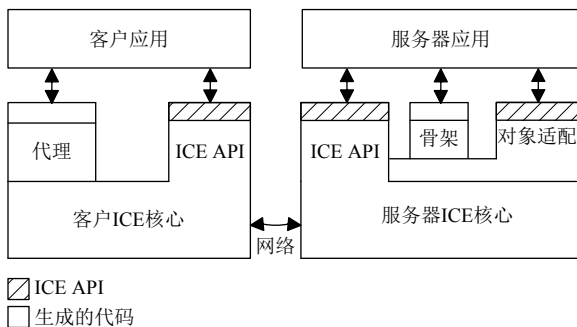 客户应用
服务器应用
代理
ICE API
ICE API
骨架
对象适配
客户ICE核心
网络
服务器ICE核心
ICE API
生成的代码